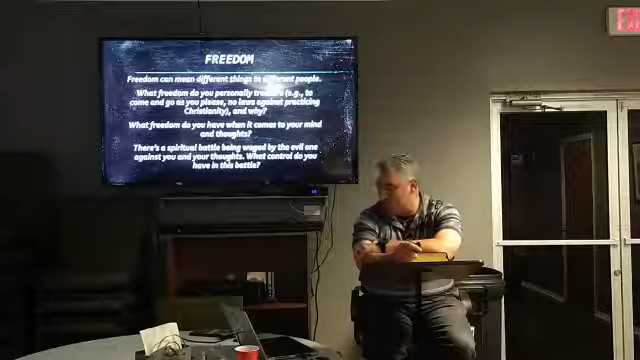 FREEDOM
Freedom can mean different things to different people.
What freedom do you personally (e.g., to
come and go as you please, no laws against practicing
Christianity), and why?
What freedom do you have when it comes to your mind
and thoughts?
There's a spiritual battle being waged by the evil one
against you and your thoughts. What control do you
have in this battle?
EXIT